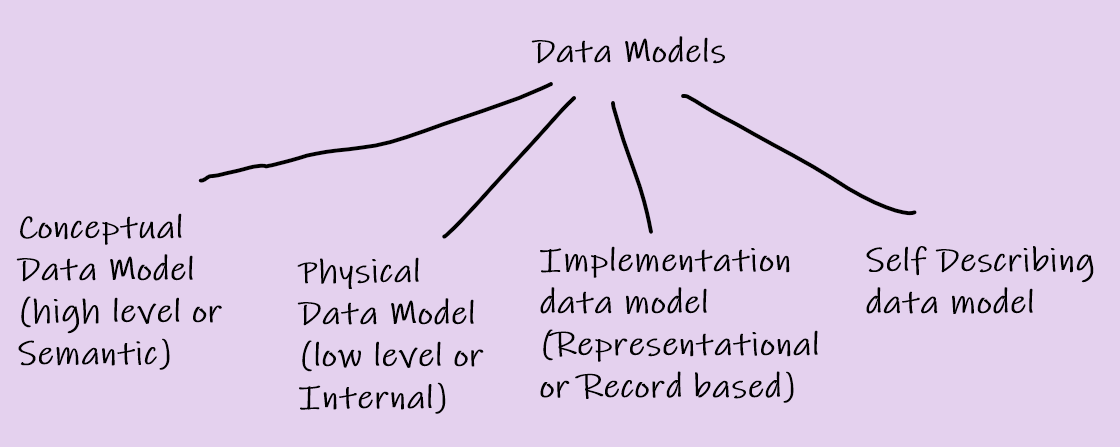 Data Models
Conceptual
Data Model
(high level or
Semantic)
Physical
Data Model
(low level or
Internal)
Implementation
data model
(Representational
or Record based)
Self Describing
data model